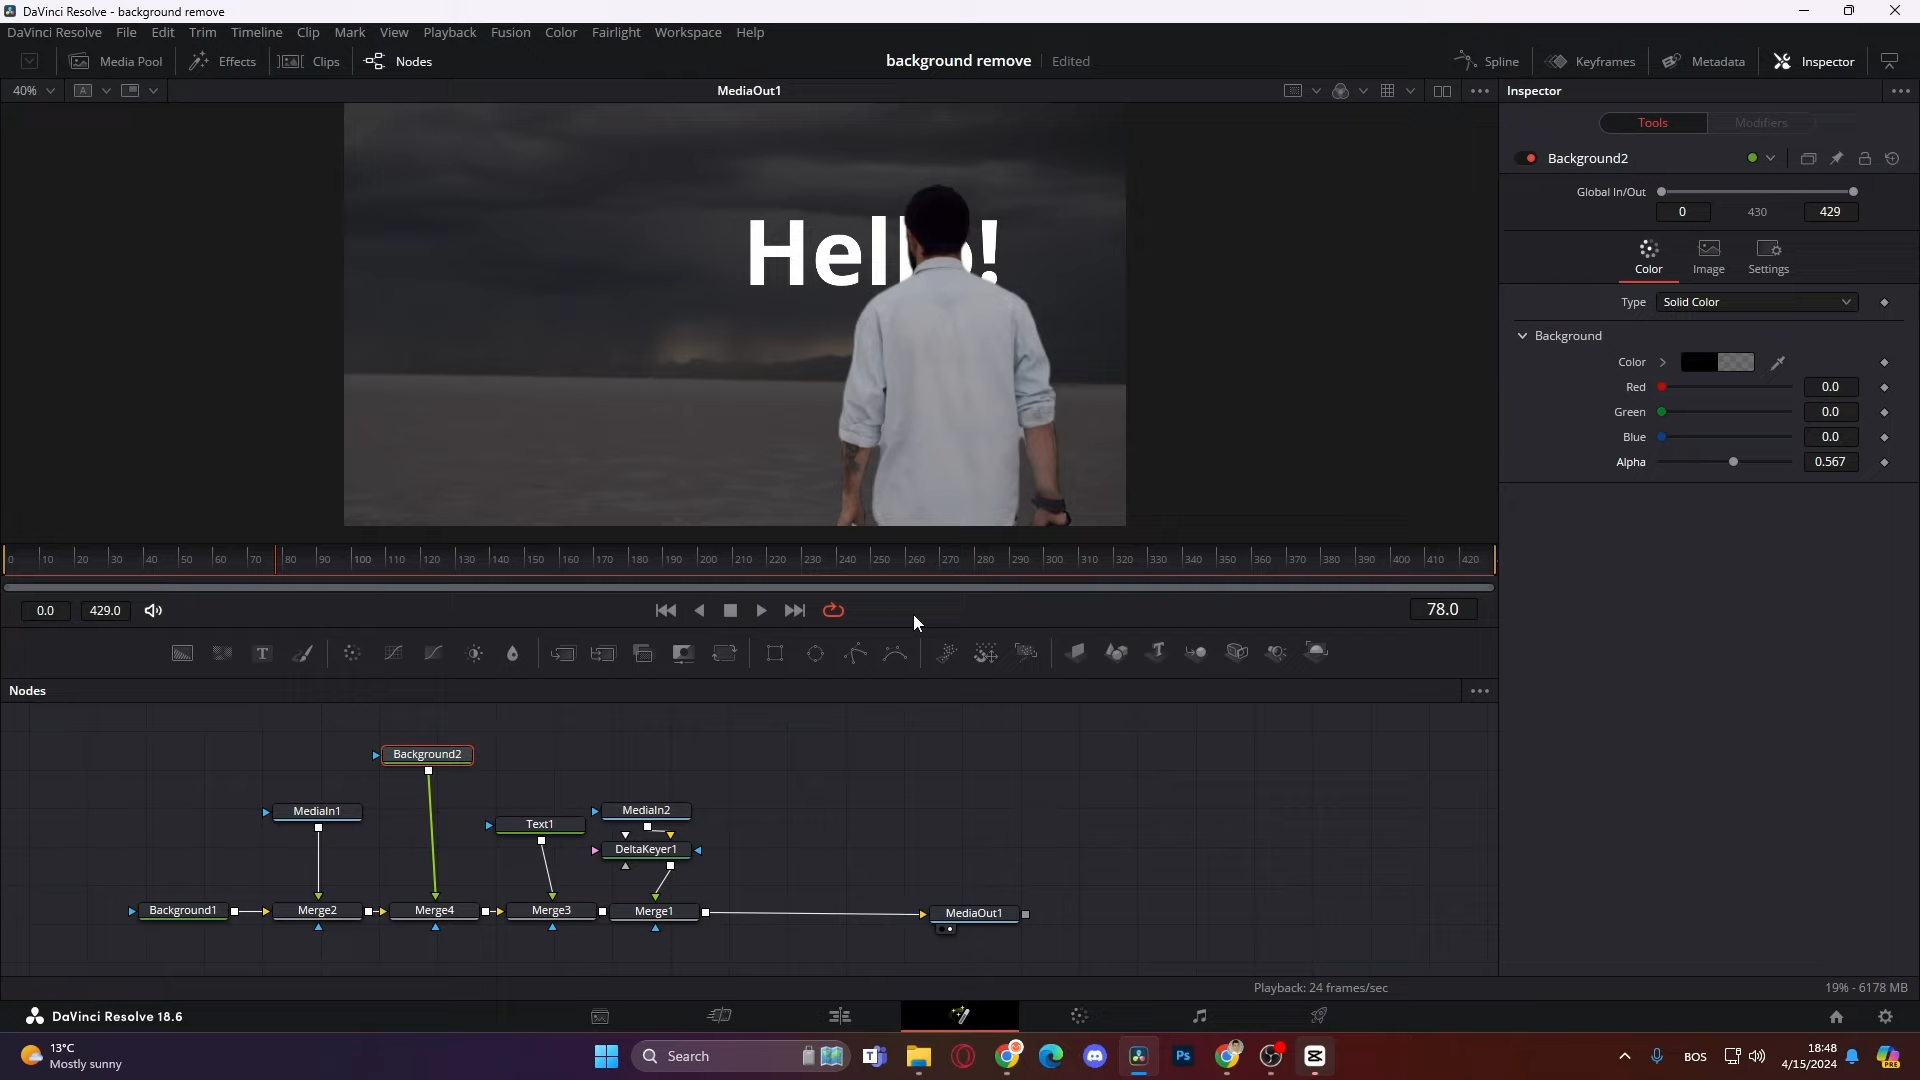 DaVinci Resolve - background remove
DaVinci Resolve File Edit Trim Timeline Clip Mark View Playback Fusion Color Fairlight Workspace Help
Media Pool Effects Clips Nodes background remove Edited Spline Keyframes Metadata Inspector
40% A MediaOut1 Inspector
Tools Modifiers
Background2
Global In/Out
0 430 429
Color Image Settings
Type Solid Color
Background
Color
Red 0.0
Green 0.0
Blue 0.0
Alpha 0.567
Hello!
0 10 20 30 40 50 60 70 80 90 100 110 120 130 140 150 160 170 180 190 200 210 220 230 240 250 260 270 280 290 300 310 320 330 340 350 360 370 380 390 400 410 420
0.0 429.0 78.0
T
Nodes
Background2
MediaIn1 Text1 MediaIn2
DeltaKeyer1
Background1 Merge2 Merge4 Merge3 Merge1 MediaOut1
Playback: 24 frames/sec 19% - 6178 MB
DaVinci Resolve 18.6
13°C
Mostly sunny
Search
Ps
BOS
18:48
4/15/2024
PRE